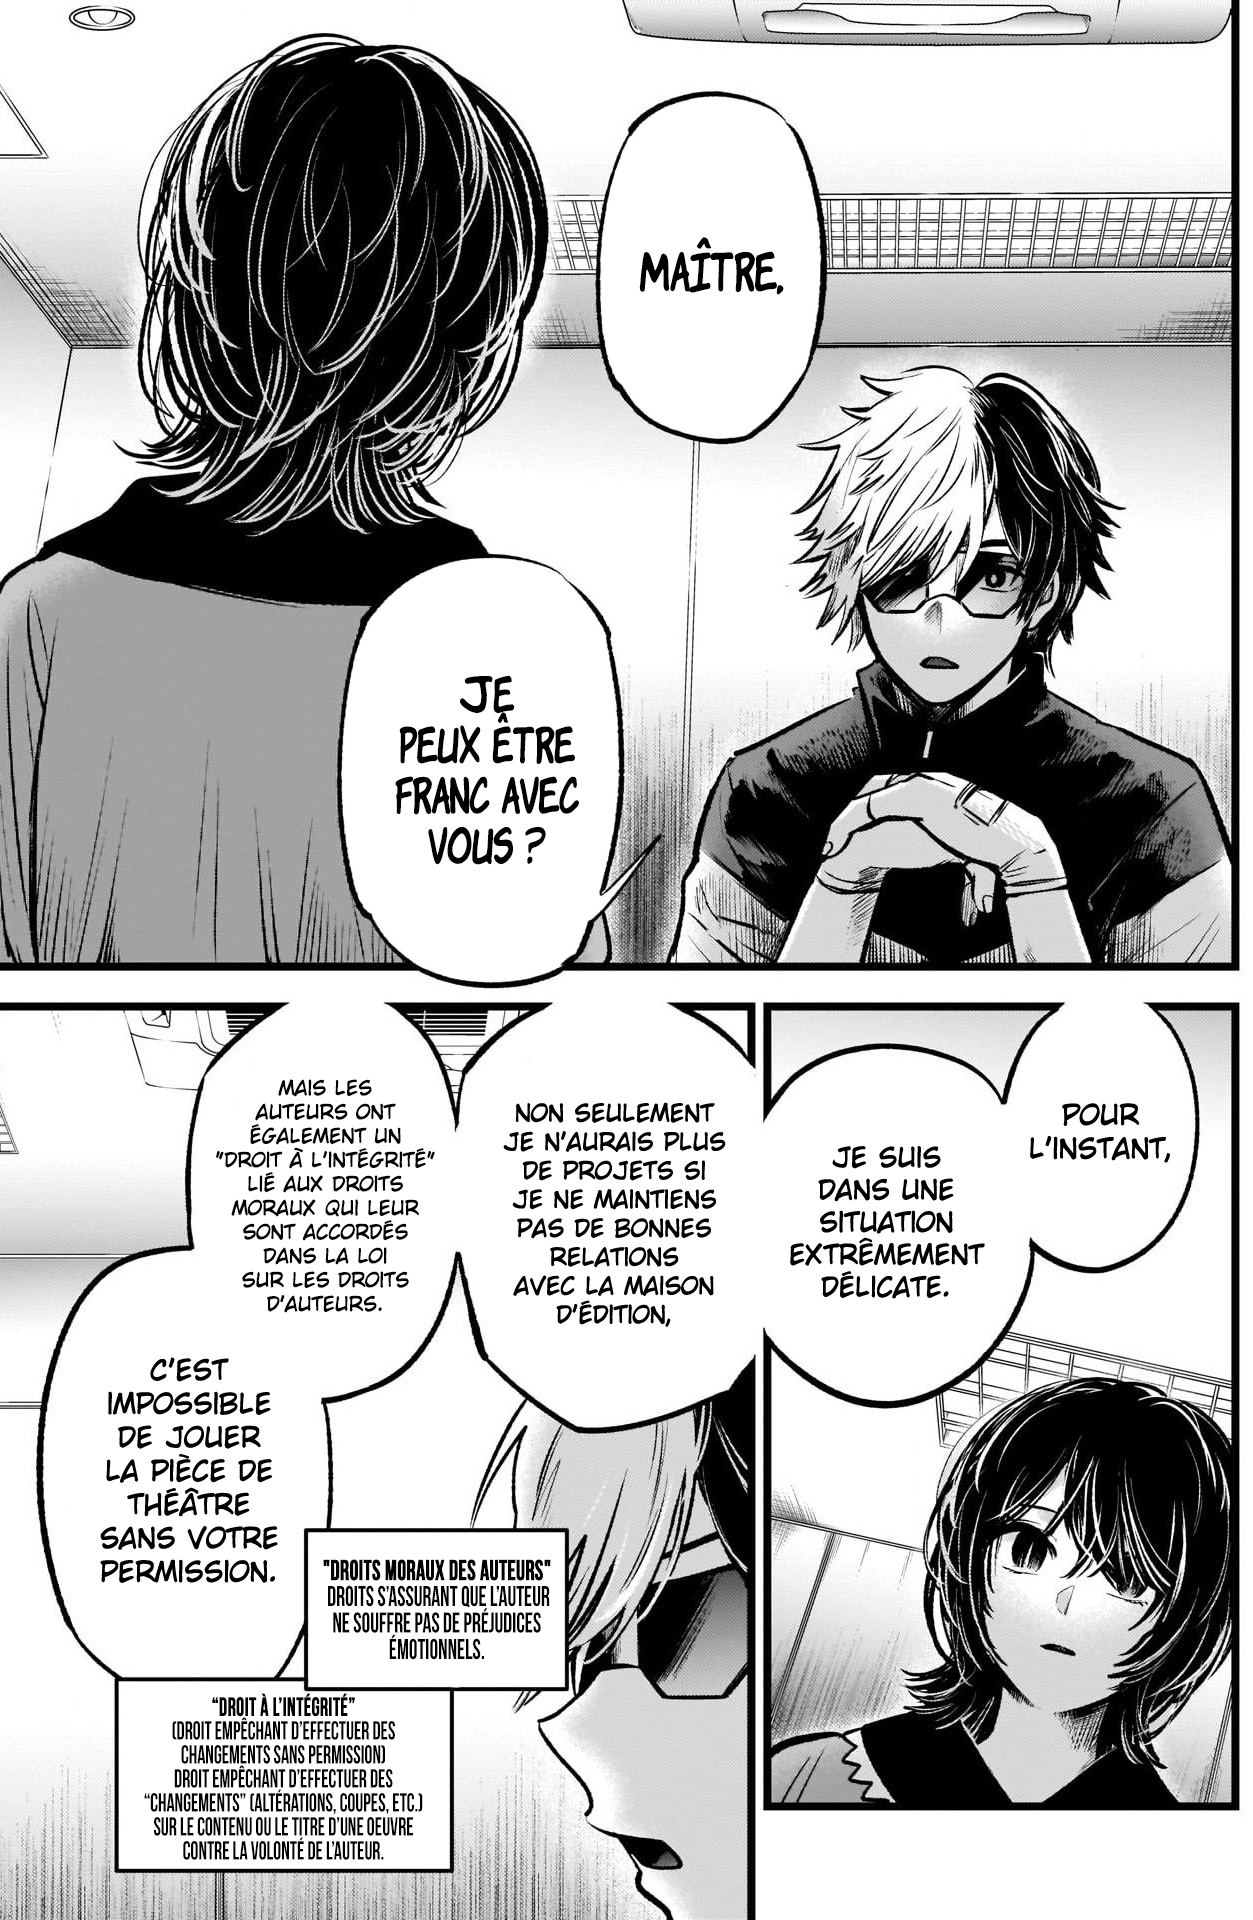 MAÎTRE.
JE
PEUX ÊTRE
FRANC AVEC
VOUS ?
POUR
L'INSTANT,
JE SUIS
DANS UNE
SITUATION
EXTRÊMEMENT
DÉLICATE.
NON SEULEMENT
JE N'AURAIS PLUS
DE PROJETS SI
JE NE MAINTIENS
PAS DE BONNES
RELATIONS
AVEC LA MAISON
D'ÉDITION,
MAIS LES
AUTEURS ONT
ÉGALEMENT UN
"DROIT À L'INTÉGRITÉ"
LIÉ AUX DROITS
MORAUX QUI LEUR
SONT ACCORDÉS
DANS LA LOI
SUR LES DROITS
D'AUTEURS.
C'EST
IMPOSSIBLE
DE JOUER
LA PIÈCE DE
THÉÂTRE
SANS VOTRE
PERMISSION.
"DROITS MORAUX DES AUTEURS"
DROITS S'ASSURANT QUE L'AUTEUR
NE SOUFFRE PAS DE PRÉJUDICES
ÉMOTIONNELS.
“DROIT À L'INTÉGRITÉ”
(DROIT EMPÊCHANT D'EFFECTUER DES
CHANGEMENTS SANS PERMISSION)
DROIT EMPÊCHANT D'EFFECTUER DES
“CHANGEMENTS” (ALTÉRATIONS, COUPES, ETC.)
SUR LE CONTENU OU LE TITRE D'UNE OEUVRE
CONTRE LA VOLONTÉ DE L'AUTEUR.